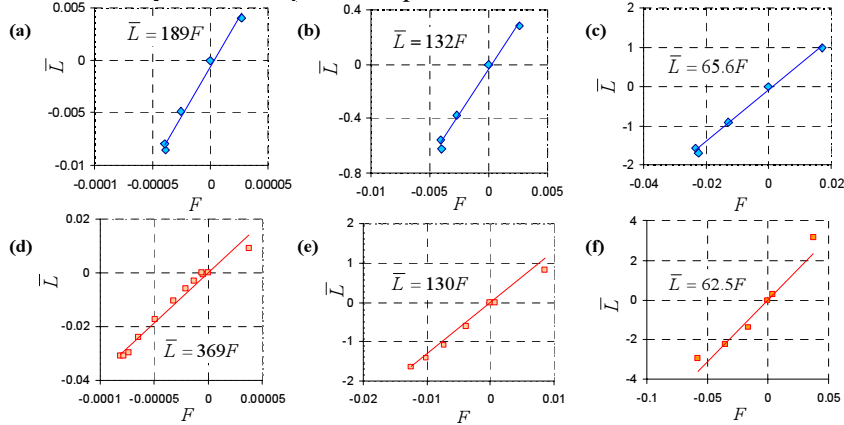 (a)
0.005
0
-0.005
-0.01
-0.0001
-0.00005
0
0.00005
L̅ = 189F
L̅
F
(b)
0.4
0
-0.4
-0.8
-0.01
-0.005
0
0.005
L̅ = 132F
L̅
F
(c)
2
1
0
-1
-2
-0.04
-0.02
0
0.02
L̅ = 65.6F
L̅
F
(d)
0.02
0
-0.02
-0.04
-0.0001
-0.00005
0
0.00005
L̅ = 369F
L̅
F
(e)
2
1
0
-1
-2
-0.02
-0.01
0
0.01
L̅ = 130F
L̅
F
(f)
4
2
0
-2
-4
-0.1
-0.05
0
0.05
L̅ = 62.5F
L̅
F